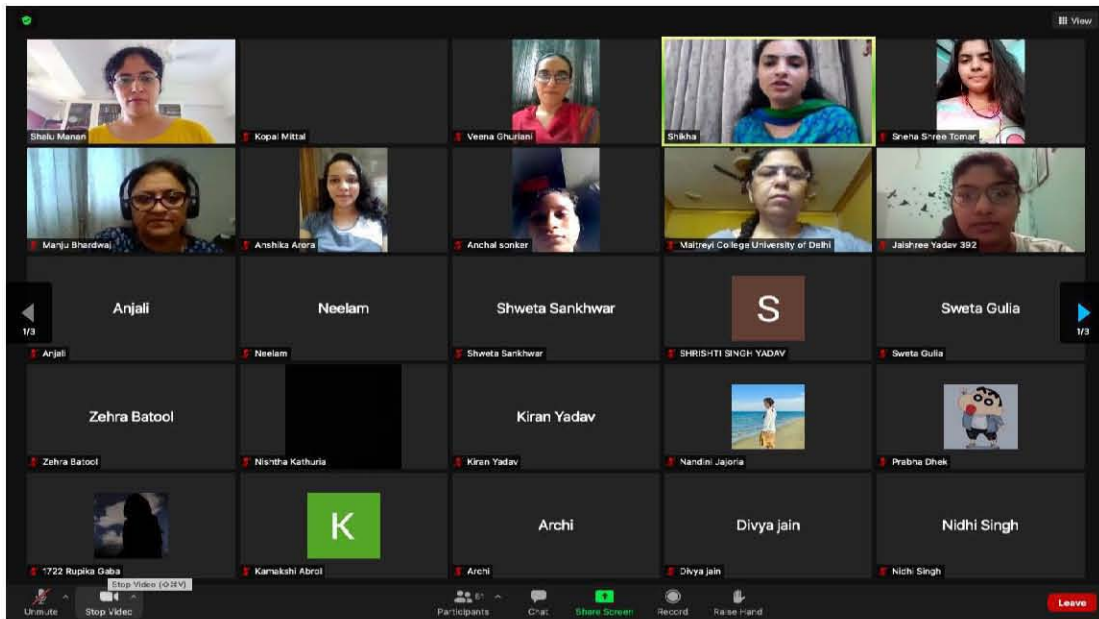 View
Shalu Manan
Kopal Mittal
Veena Ghuriani
Shikha
Sneha Shree Tomar
Manju Bhardwaj
Anshika Arora
Anchal sonker
Maitreyi College University of Delhi
Jaishree Yadav 392
Anjali
Neelam
Shweta Sankhwar
S
Sweta Gulia
1/3
1/3
Anjali
Neelam
Shweta Sankhwar
SHRISHTI SINGH YADAV
Sweta Gulia
Zehra Batool
Kiran Yadav
Zehra Batool
Nishtha Kathuria
Kiran Yadav
Nandini Jajoria
Prabha Dhek
K
Archi
Divya jain
Nidhi Singh
1722 Rupika Gaba
Kamakshi Abrol
Archi
Divya jain
Nidhi Singh
Stop Video (⇧⌘V)
Unmute
Stop Video
Participants
Chat
Share Screen
Record
Raise Hand
Leave